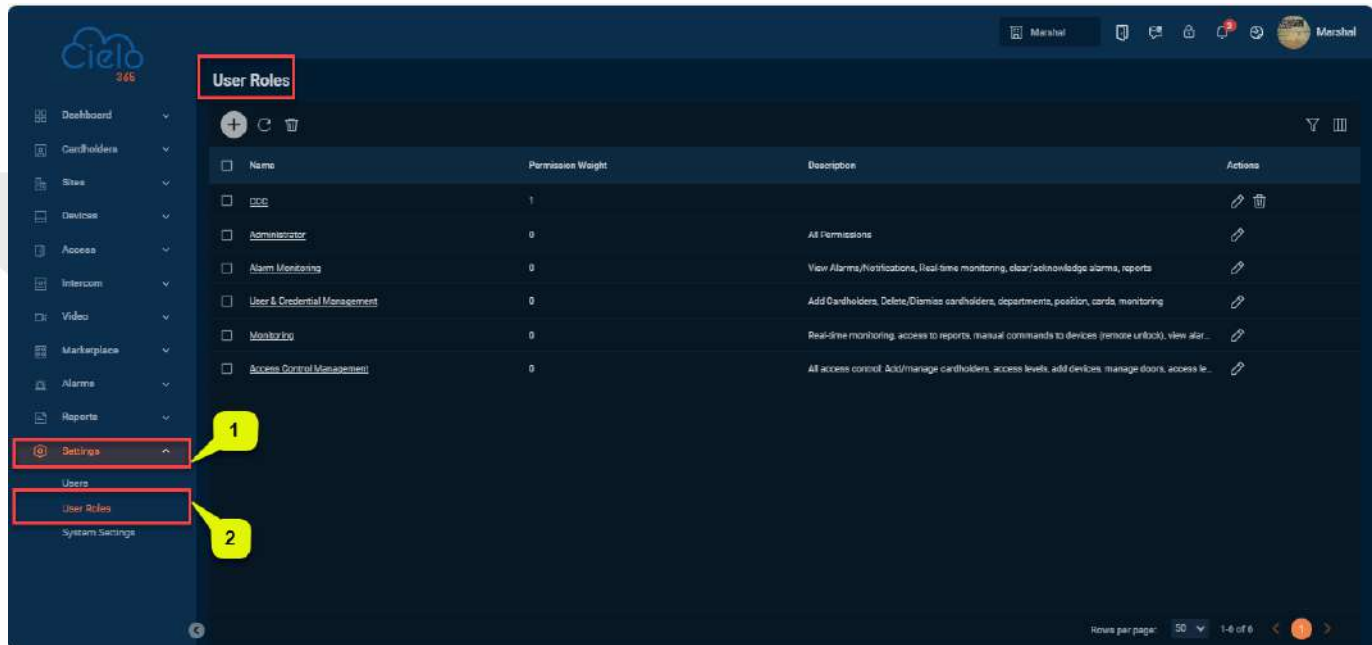 Cielo
365
Marshal
3
Marshal
User Roles
Dashboard
Cardholders
Sites
Devices
Access
Intercom
Video
Marketplace
Alarms
Reports
Settings
Users
User Roles
System Settings
1
2
Name Permission Weight Description Actions
1
Administrator 0 All Permissions
Alarm Monitoring 0 View Alarms/Notifications, Real-time monitoring, clear/acknowledge alarms, reports
User & Credential Management 0 Add Cardholders, Delete/Dismiss cardholders, departments, position, cards, monitoring
Monitoring 0 Real-time monitoring, access to reports, manual commands to devices (remote unlock), view alar...
Access Control Management 0 All access control: Add/manage cardholders, access levels, add devices, manage doors, access le...
Rows per page: 50 1-6 of 6 1